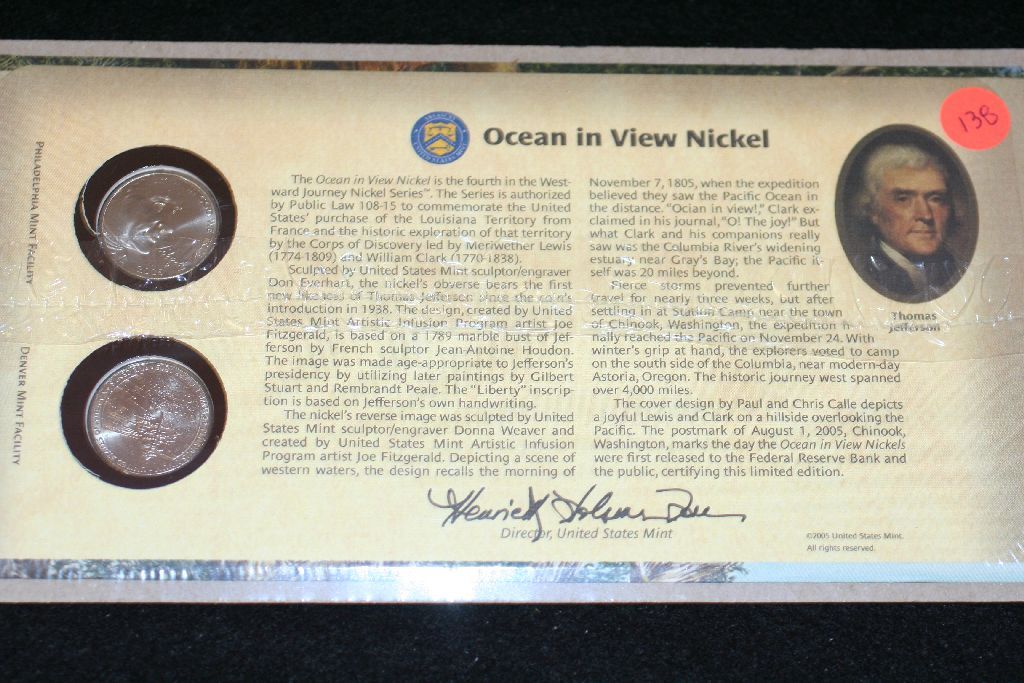 Ocean in View Nickel
138
PHILADELPHIA MINT FACILITY
DENVER MINT FACILITY
The Ocean in View Nickel is the fourth in the West-
ward Journey Nickel Series™. The Series is authorized
by Public Law 108-15 to commemorate the United
States' purchase of the Louisiana Territory from
France and the historic exploration of that territory
by the Corps of Discovery led by Meriwether Lewis
(1774-1809) and William Clark (1770-1838).
Sculpted by United States Mint sculptor/engraver
Don Everhart, the nickel's obverse bears the first
new likeness of Thomas Jefferson since the coin's
introduction in 1938. The design, created by United
States Mint Artistic Infusion Program artist Joe
Fitzgerald, is based on a 1789 marble bust of Jef-
ferson by French sculptor Jean-Antoine Houdon.
The image was made age-appropriate to Jefferson's
presidency by utilizing later paintings by Gilbert
Stuart and Rembrandt Peale. The "Liberty" inscrip-
tion is based on Jefferson's own handwriting.
The nickel's reverse image was sculpted by United
States Mint sculptor/engraver Donna Weaver and
created by United States Mint Artistic Infusion
Program artist Joe Fitzgerald. Depicting a scene of
western waters, the design recalls the morning of
November 7, 1805, when the expedition
believed they saw the Pacific Ocean in
the distance. "Ocian in view!," Clark ex-
claimed in his journal, "O! The joy!" But
what Clark and his companions really
saw was the Columbia River's widening
estuary near Gray's Bay; the Pacific it-
self was 20 miles beyond.
Fierce storms prevented further
travel for nearly three weeks, but after
settling in at Station Camp near the town
of Chinook, Washington, the expedition fi-
nally reached the Pacific on November 24. With
winter's grip at hand, the explorers voted to camp
on the south side of the Columbia, near modern-day
Astoria, Oregon. The historic journey west spanned
over 4,000 miles.
The cover design by Paul and Chris Calle depicts
a joyful Lewis and Clark on a hillside overlooking the
Pacific. The postmark of August 1, 2005, Chinook,
Washington, marks the day the Ocean in View Nickels
were first released to the Federal Reserve Bank and
the public, certifying this limited edition.
Thomas
Jefferson
Director, United States Mint
©2005 United States Mint.
All rights reserved.